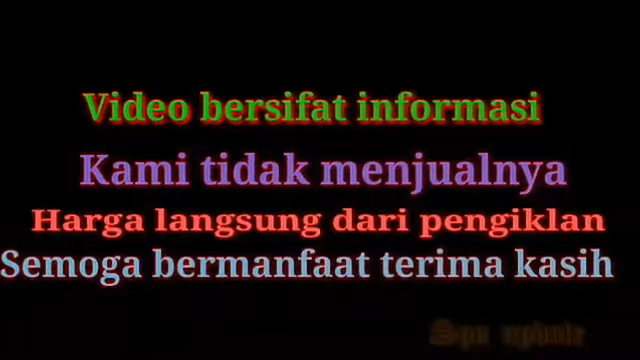 Video bersifat informasi
Kami tidak menjualnya
Harga langsung dari pengiklan
Semoga bermanfaat terima kasih